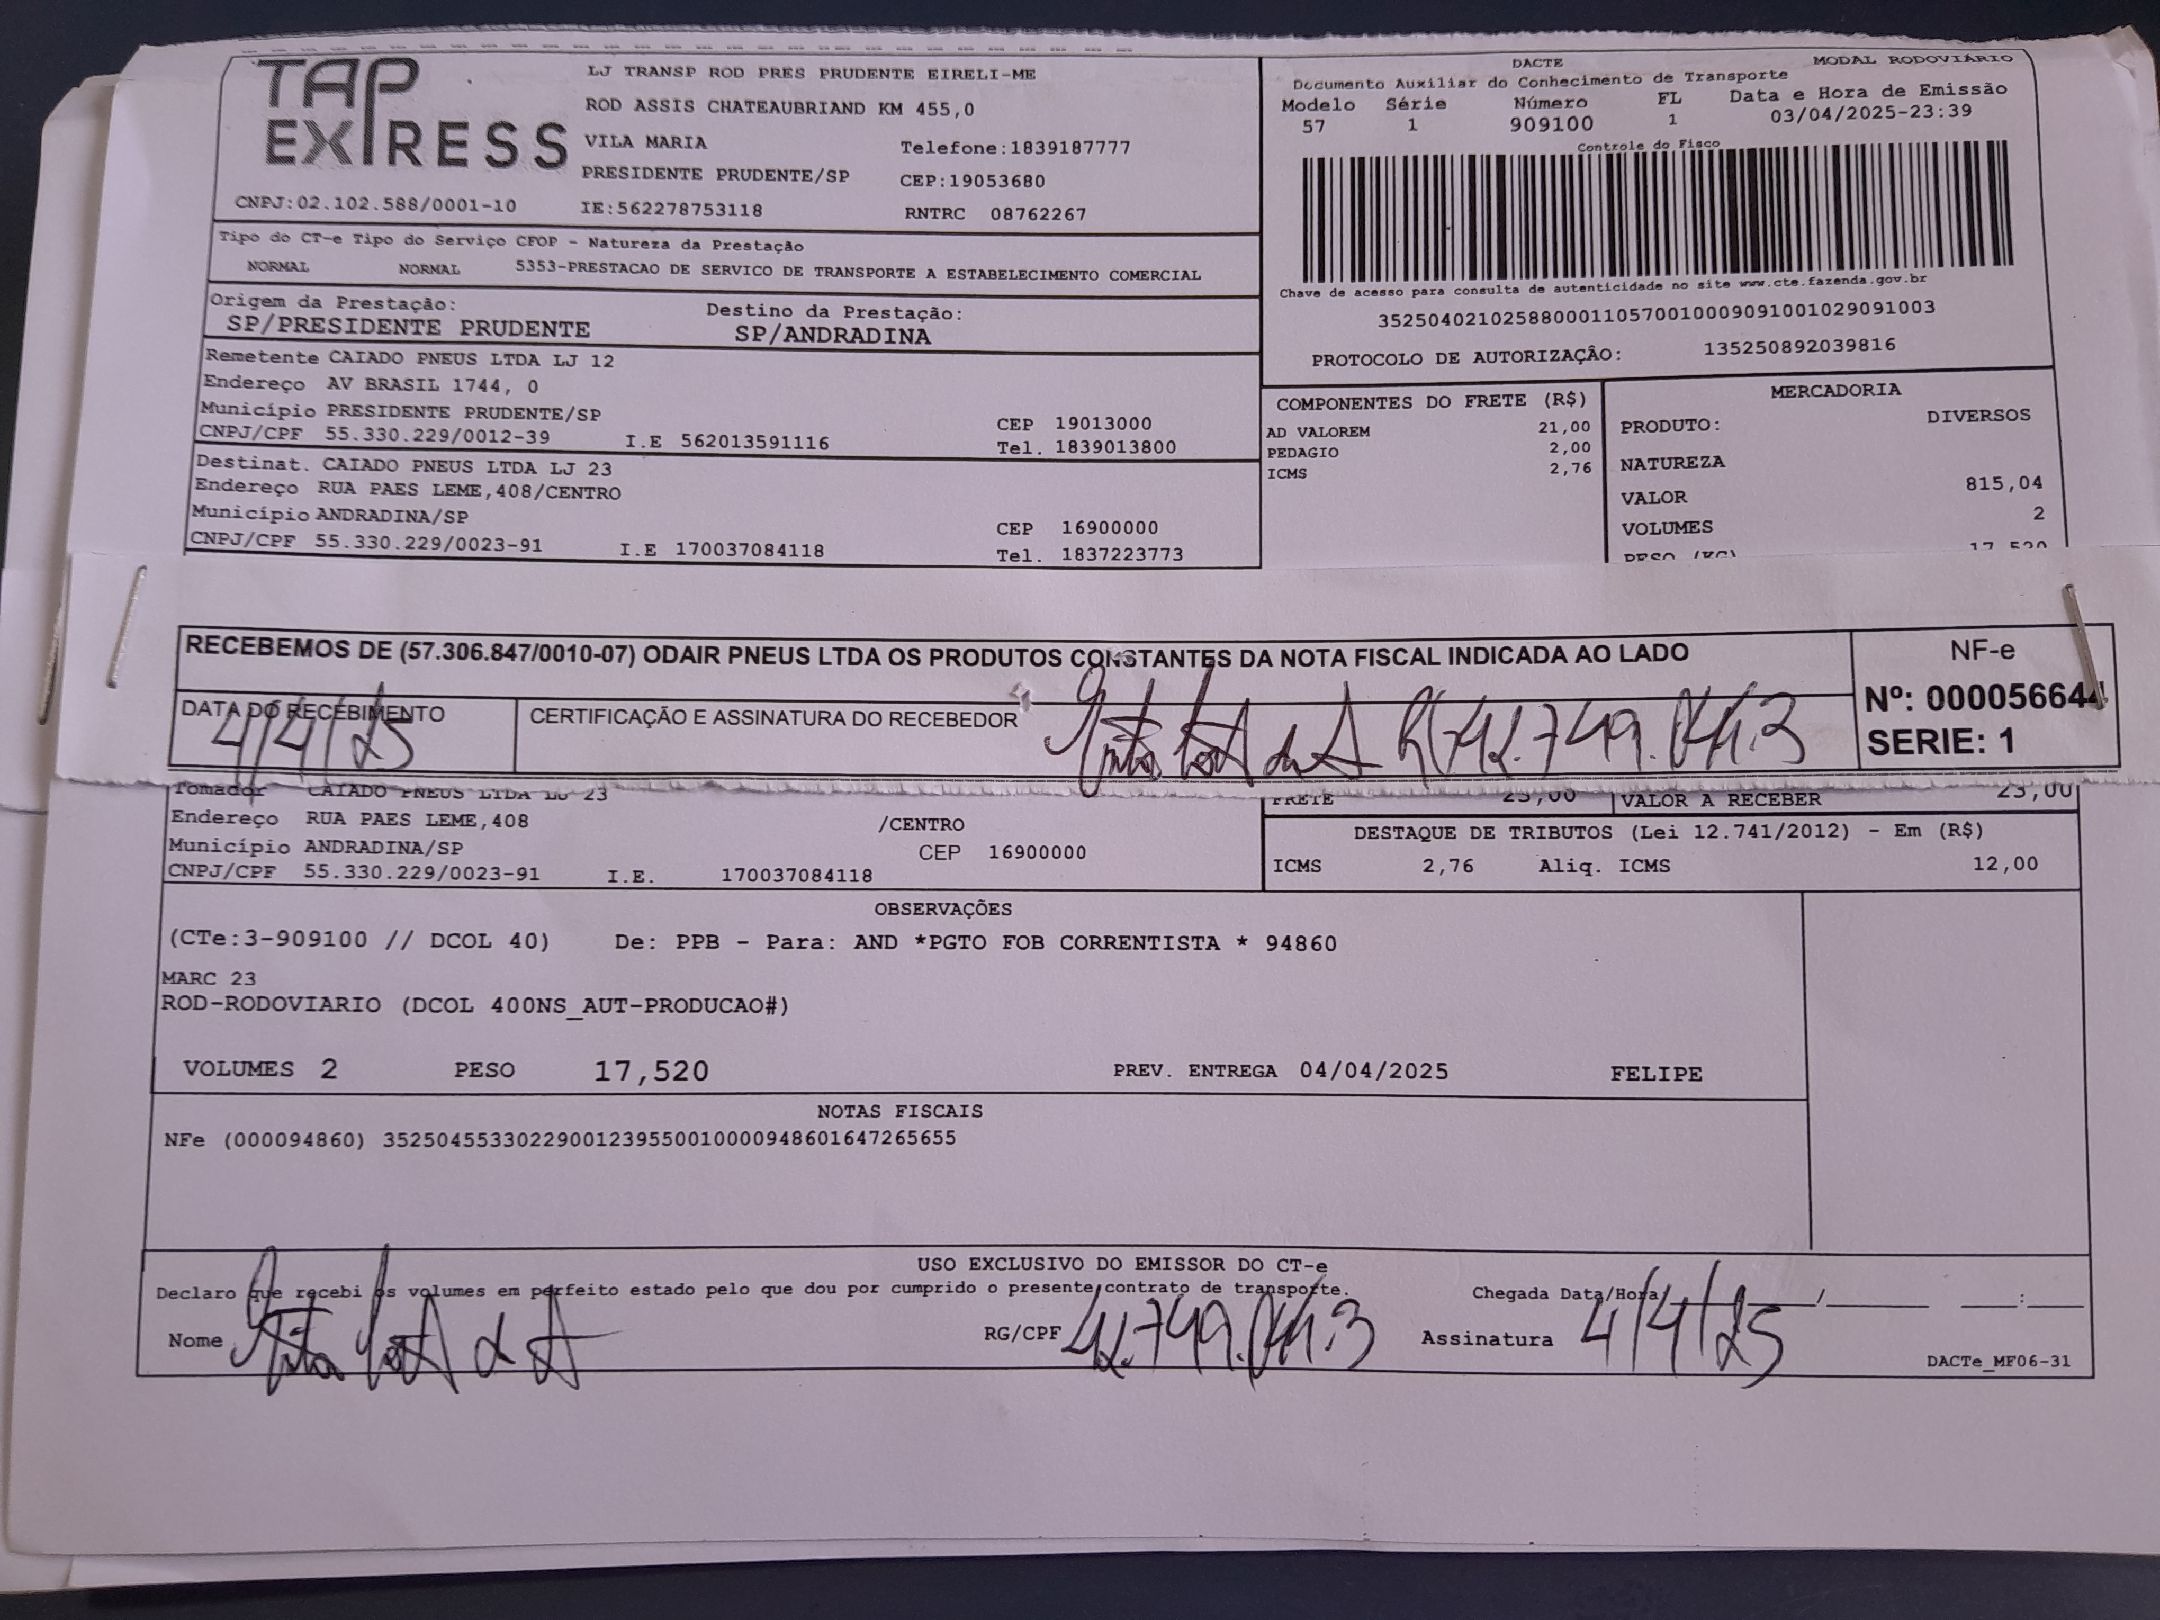 TAP EXPRESS
LJ TRANSP ROD PRES PRUDENTE EIRELI-ME
ROD ASSIS CHATEAUBRIAND KM 455,0
VILA MARIA Telefone:1839187777
PRESIDENTE PRUDENTE/SP CEP:19053680
CNPJ:02.102.588/0001-10 IE:562278753118 RNTRC 08762267
DACTE MODAL RODOVIÁRIO
Documento Auxiliar do Conhecimento de Transporte
Modelo Série Número FL Data e Hora de Emissão
57 1 909100 1 03/04/2025-23:39
Controle do Fisco
Chave de acesso para consulta de autenticidade no site www.cte.fazenda.gov.br
35250402102588000110570010009091001029091003
PROTOCOLO DE AUTORIZAÇÃO: 135250892039816
Tipo do CT-e Tipo do Serviço CFOP - Natureza da Prestação
NORMAL NORMAL 5353-PRESTACAO DE SERVICO DE TRANSPORTE A ESTABELECIMENTO COMERCIAL
Origem da Prestação: Destino da Prestação:
SP/PRESIDENTE PRUDENTE SP/ANDRADINA
Remetente CAIADO PNEUS LTDA LJ 12
Endereço AV BRASIL 1744, 0
Município PRESIDENTE PRUDENTE/SP CEP 19013000
CNPJ/CPF 55.330.229/0012-39 I.E 562013591116 Tel. 1839013800
Destinat. CAIADO PNEUS LTDA LJ 23
Endereço RUA PAES LEME,408/CENTRO
Município ANDRADINA/SP CEP 16900000
CNPJ/CPF 55.330.229/0023-91 I.E 170037084118 Tel. 1837223773
COMPONENTES DO FRETE (R$)
AD VALOREM 21,00
PEDAGIO 2,00
ICMS 2,76
MERCADORIA
PRODUTO: DIVERSOS
NATUREZA
VALOR 815,04
VOLUMES 2
PESO (KG) 17,520
RECEBEMOS DE (57.306.847/0010-07) ODAIR PNEUS LTDA OS PRODUTOS CONSTANTES DA NOTA FISCAL INDICADA AO LADO
DATA DO RECEBIMENTO CERTIFICAÇÃO E ASSINATURA DO RECEBEDOR
4/4/25
NF-e
Nº: 000056644
SERIE: 1
Tomador CAIADO PNEUS LTDA LJ 23
Endereço RUA PAES LEME,408 /CENTRO
Município ANDRADINA/SP CEP 16900000
CNPJ/CPF 55.330.229/0023-91 I.E. 170037084118
FRETE 23,00 VALOR A RECEBER 23,00
DESTAQUE DE TRIBUTOS (Lei 12.741/2012) - Em (R$)
ICMS 2,76 Aliq. ICMS 12,00
OBSERVAÇÕES
(CTe:3-909100 // DCOL 40) De: PPB - Para: AND *PGTO FOB CORRENTISTA * 94860
MARC 23
ROD-RODOVIARIO (DCOL 400NS_AUT-PRODUCAO#)
VOLUMES 2 PESO 17,520 PREV. ENTREGA 04/04/2025 FELIPE
NOTAS FISCAIS
NFe (000094860) 35250455330229001239550010000948601647265655
USO EXCLUSIVO DO EMISSOR DO CT-e
Declaro que recebi os volumes em perfeito estado pelo que dou por cumprido o presente contrato de transporte. Chegada Data/Hora
Nome RG/CPF Assinatura 4/4/25
DACTe_MF06-31